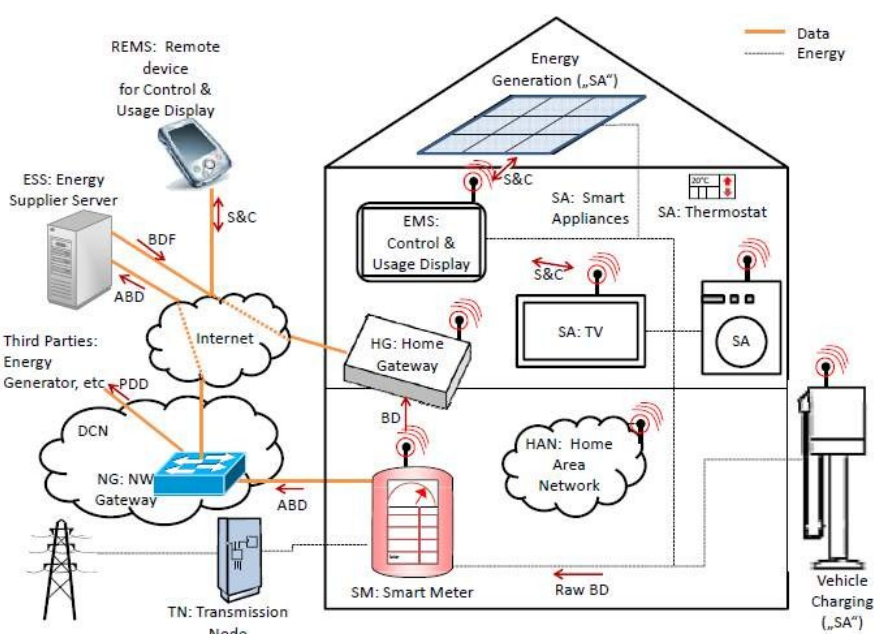 REMS: Remote
device
for Control &
Usage Display
Data
Energy
Energy
Generation („SA“)
ESS: Energy
Supplier Server
S&C
BDF
ABD
S&C
EMS:
Control &
Usage Display
SA: Smart
Appliances
20°C
SA: Thermostat
S&C
Internet
HG: Home
Gateway
SA: TV
SA
Third Parties:
Energy
Generator, etc
PDD
DCN
NG: NW
Gateway
ABD
BD
HAN: Home
Area
Network
SM: Smart Meter
Raw BD
TN: Transmission
Node
Vehicle
Charging
(„SA“)